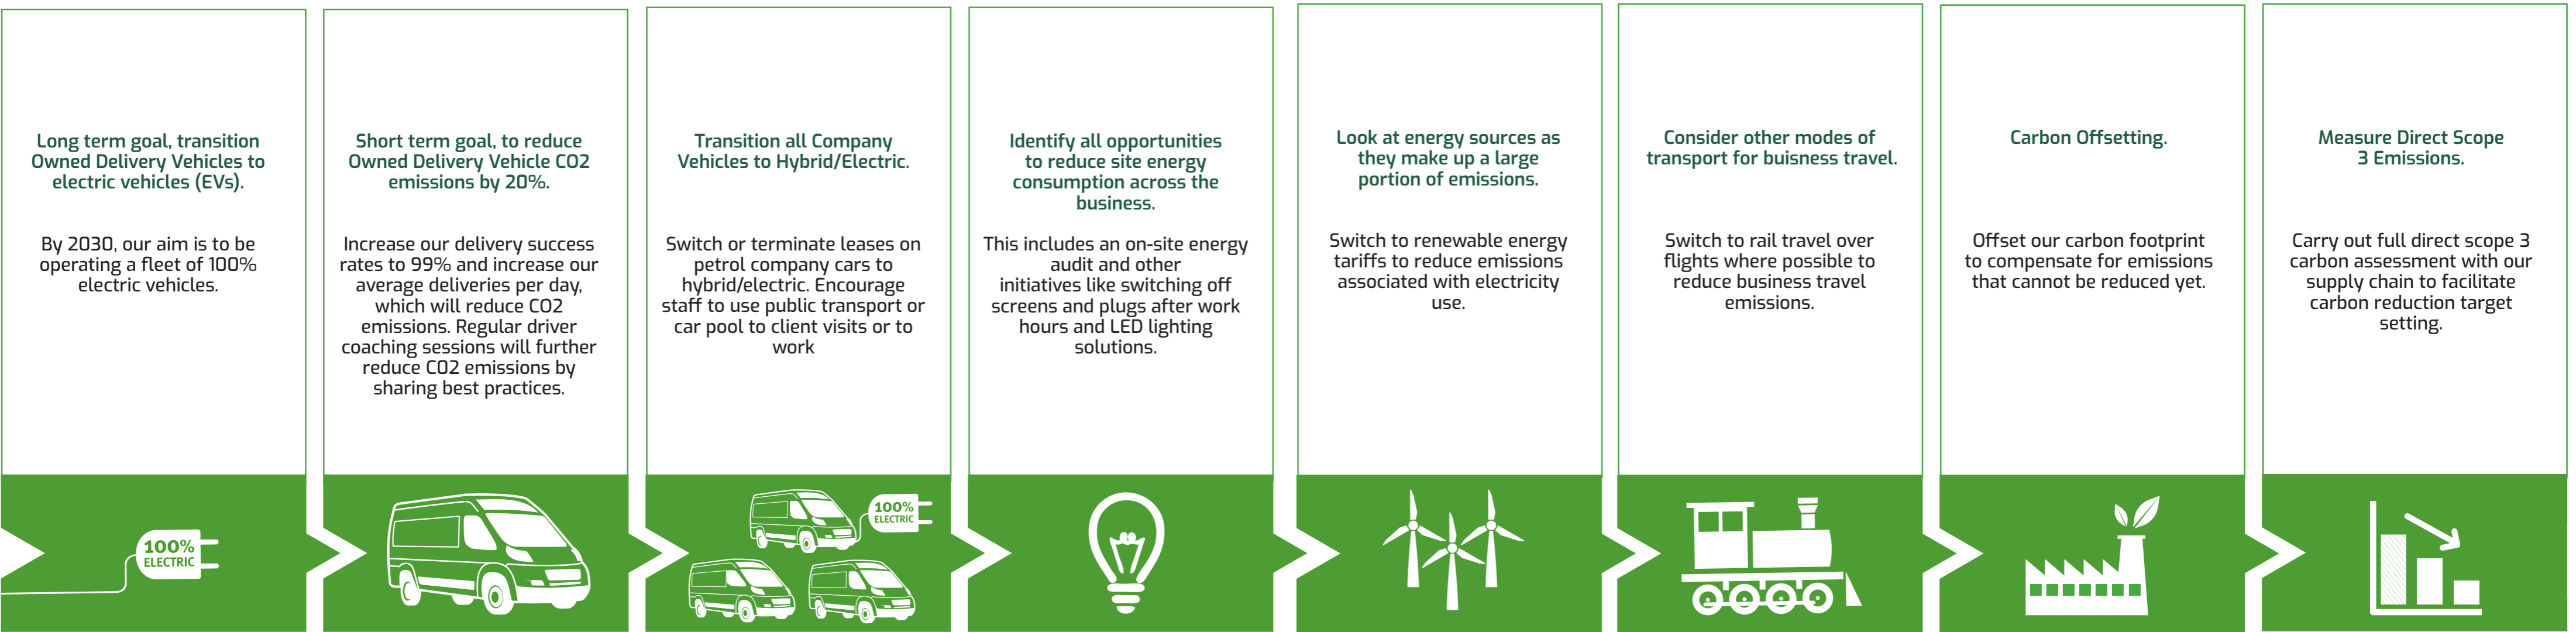 Long term goal, transition
Owned Delivery Vehicles to
electric vehicles (EVs).
By 2030, our aim is to be
operating a fleet of 100%
electric vehicles.
100%
ELECTRIC
Short term goal, to reduce
Owned Delivery Vehicle CO2
emissions by 20%.
Increase our delivery success
rates to 99% and increase our
average deliveries per day,
which will reduce CO2
emissions. Regular driver
coaching sessions will further
reduce CO2 emissions by
sharing best practices.
Transition all Company
Vehicles to Hybrid/Electric.
Switch or terminate leases on
petrol company cars to
hybrid/electric. Encourage
staff to use public transport or
car pool to client visits or to
work
100%
ELECTRIC
Identify all opportunities
to reduce site energy
consumption across the
business.
This includes an on-site energy
audit and other
initiatives like switching off
screens and plugs after work
hours and LED lighting
solutions.
Look at energy sources as
they make up a large
portion of emissions.
Switch to renewable energy
tariffs to reduce emissions
associated with electricity
use.
Consider other modes of
transport for buisness travel.
Switch to rail travel over
flights where possible to
reduce business travel
emissions.
Carbon Offsetting.
Offset our carbon footprint
to compensate for emissions
that cannot be reduced yet.
Measure Direct Scope
3 Emissions.
Carry out full direct scope 3
carbon assessment with our
supply chain to facilitate
carbon reduction target
setting.